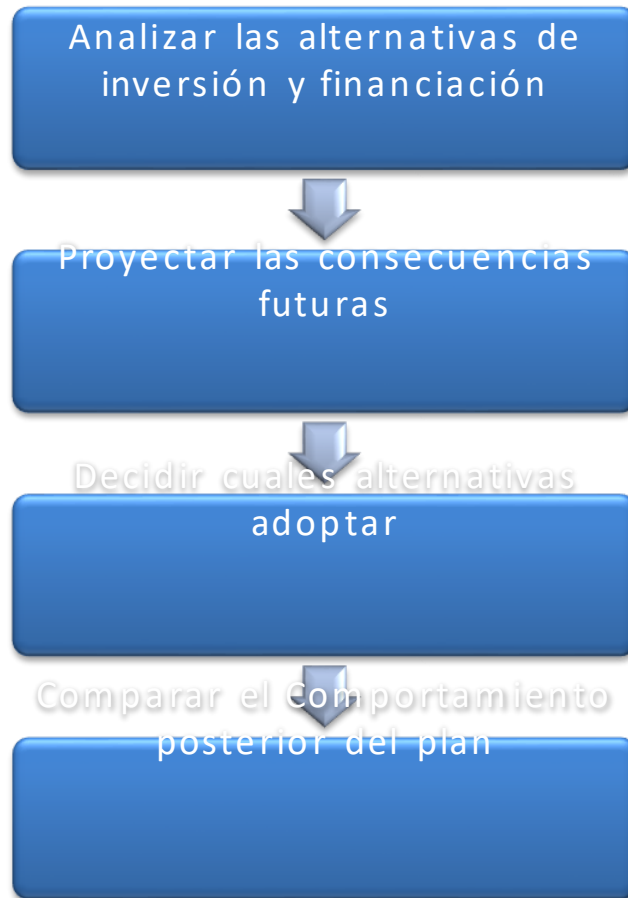 Analizar las alternativas de
inversión y financiación
Proyectar las consecuencias
futuras
Decidir cuales alternativas
adoptar
Comparar el Comportamiento
posterior del plan